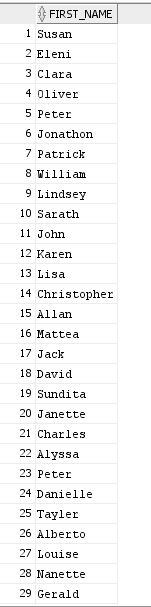 FIRST_NAME
1 Susan
2 Eleni
3 Clara
4 Oliver
5 Peter
6 Jonathon
7 Patrick
8 William
9 Lindsey
10 Sarath
11 John
12 Karen
13 Lisa
14 Christopher
15 Allan
16 Mattea
17 Jack
18 David
19 Sundita
20 Janette
21 Charles
22 Alyssa
23 Peter
24 Danielle
25 Tayler
26 Alberto
27 Louise
28 Nanette
29 Gerald